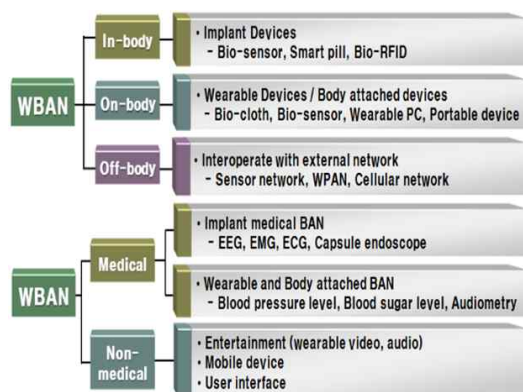 WBAN
In-body
• Implant Devices
- Bio-sensor, Smart pill, Bio-RFID
On-body
• Wearable Devices / Body attached devices
- Bio-cloth, Bio-sensor, Wearable PC, Portable device
Off-body
• Interoperate with external network
- Sensor network, WPAN, Cellular network
WBAN
Medical
• Implant medical BAN
- EEG, EMG, ECG, Capsule endoscope
• Wearable and Body attached BAN
- Blood pressure level, Blood sugar level, Audiometry
Non-
medical
• Entertainment (wearable video, audio)
• Mobile device
• User interface